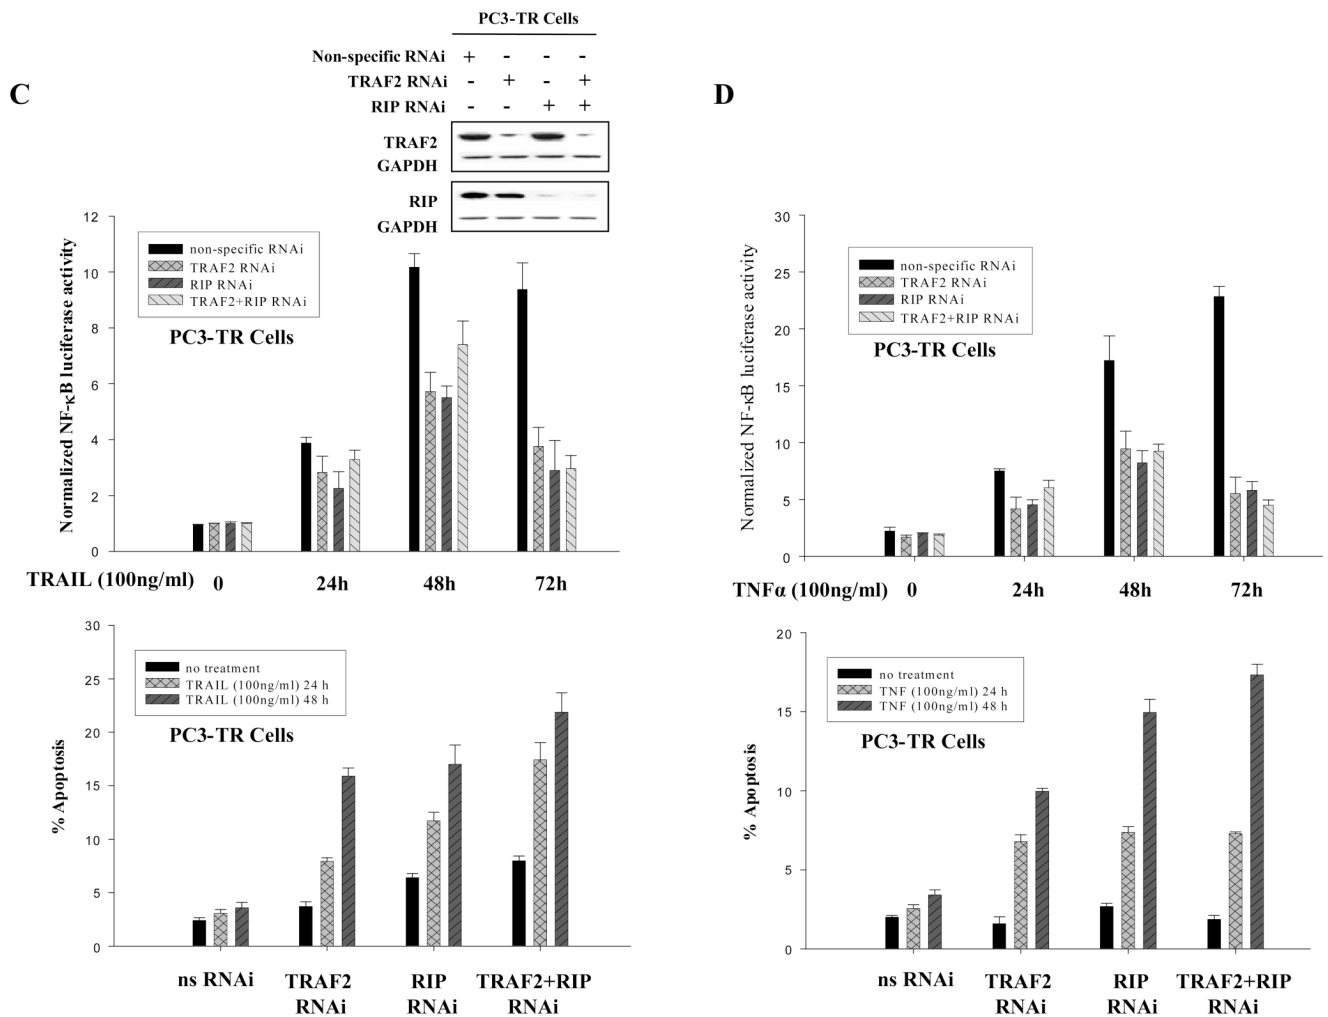 PC3-TR Cells
Non-specific RNAi + - - -
TRAF2 RNAi - + - +
RIP RNAi - - + +
C
TRAF2
GAPDH
RIP
GAPDH
12
10
8
6
4
2
0
Normalized NF-κB luciferase activity
non-specific RNAi
TRAF2 RNAi
RIP RNAi
TRAF2+RIP RNAi
PC3-TR Cells
TRAIL (100ng/ml) 0 24h 48h 72h
30
25
20
15
10
5
0
% Apoptosis
no treatment
TRAIL (100ng/ml) 24 h
TRAIL (100ng/ml) 48 h
PC3-TR Cells
ns RNAi TRAF2 RIP TRAF2+RIP
RNAi RNAi RNAi
D
30
25
20
15
10
5
0
Normalized NF-κB luciferase activity
non-specific RNAi
TRAF2 RNAi
RIP RNAi
TRAF2+RIP RNAi
PC3-TR Cells
TNFα (100ng/ml) 0 24h 48h 72h
20
15
10
5
0
% Apoptosis
no treatment
TNF (100ng/ml) 24 h
TNF (100ng/ml) 48 h
PC3-TR Cells
ns RNAi TRAF2 RIP TRAF2+RIP
RNAi RNAi RNAi